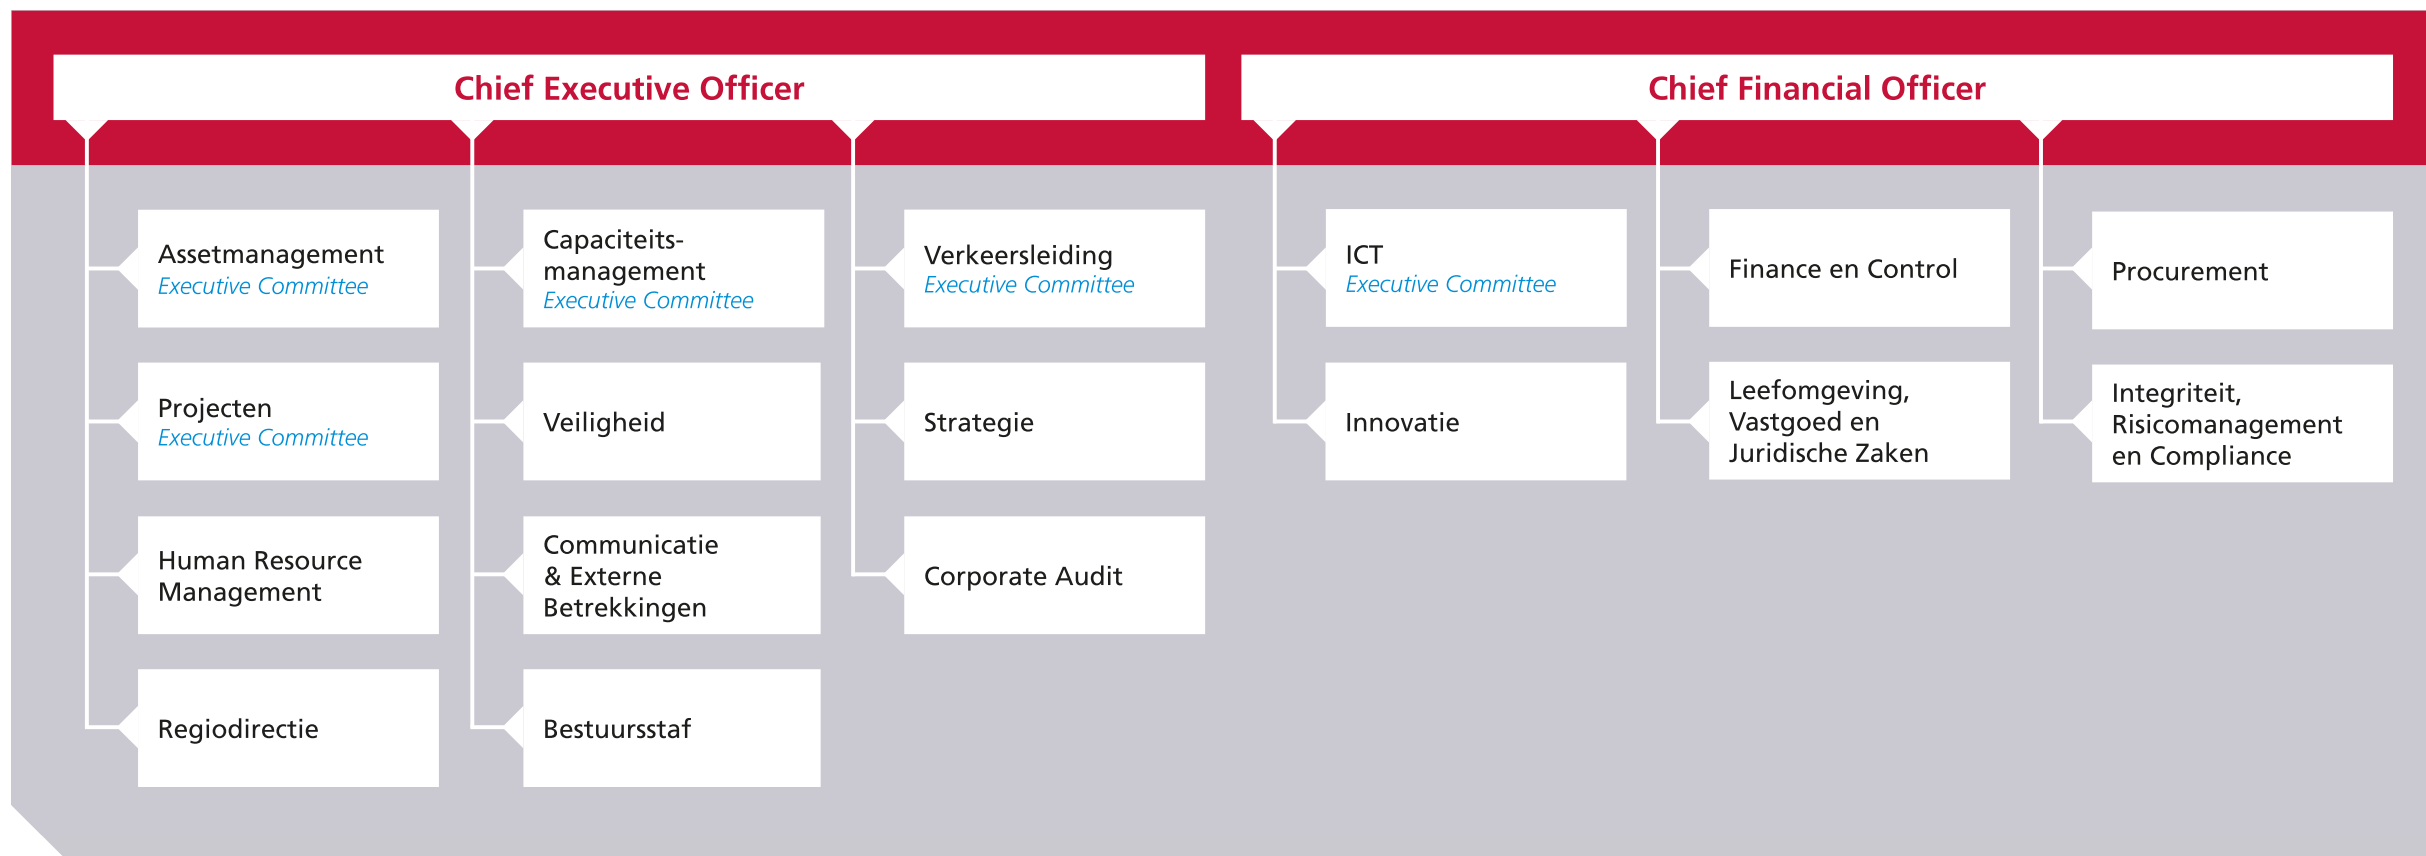 Chief Executive Officer
Assetmanagement
Executive Committee
Projecten
Executive Committee
Human Resource
Management
Regiodirectie
Capaciteits-
management
Executive Committee
Veiligheid
Communicatie
& Externe
Betrekkingen
Bestuursstaf
Verkeersleiding
Executive Committee
Strategie
Corporate Audit
Chief Financial Officer
ICT
Executive Committee
Innovatie
Finance en Control
Leefomgeving,
Vastgoed en
Juridische Zaken
Procurement
Integriteit,
Risicomanagement
en Compliance